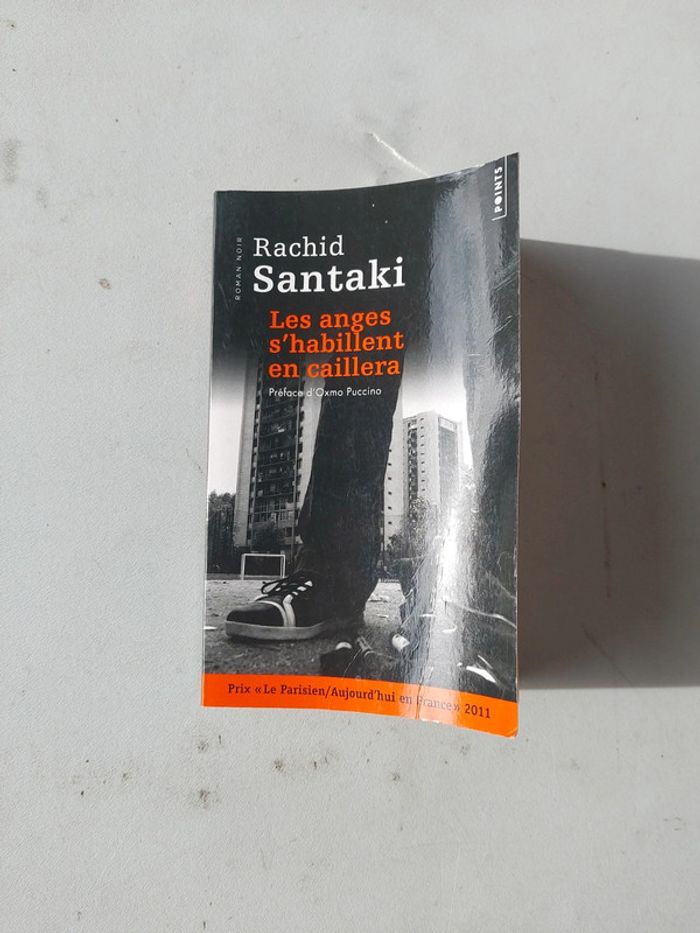 POINTS
ROMAN NOIR
Rachid
Santaki
Les anges
s'habillent
en caillera
Préface d'Oxmo Puccino
Prix « Le Parisien/Aujourd'hui en France » 2011